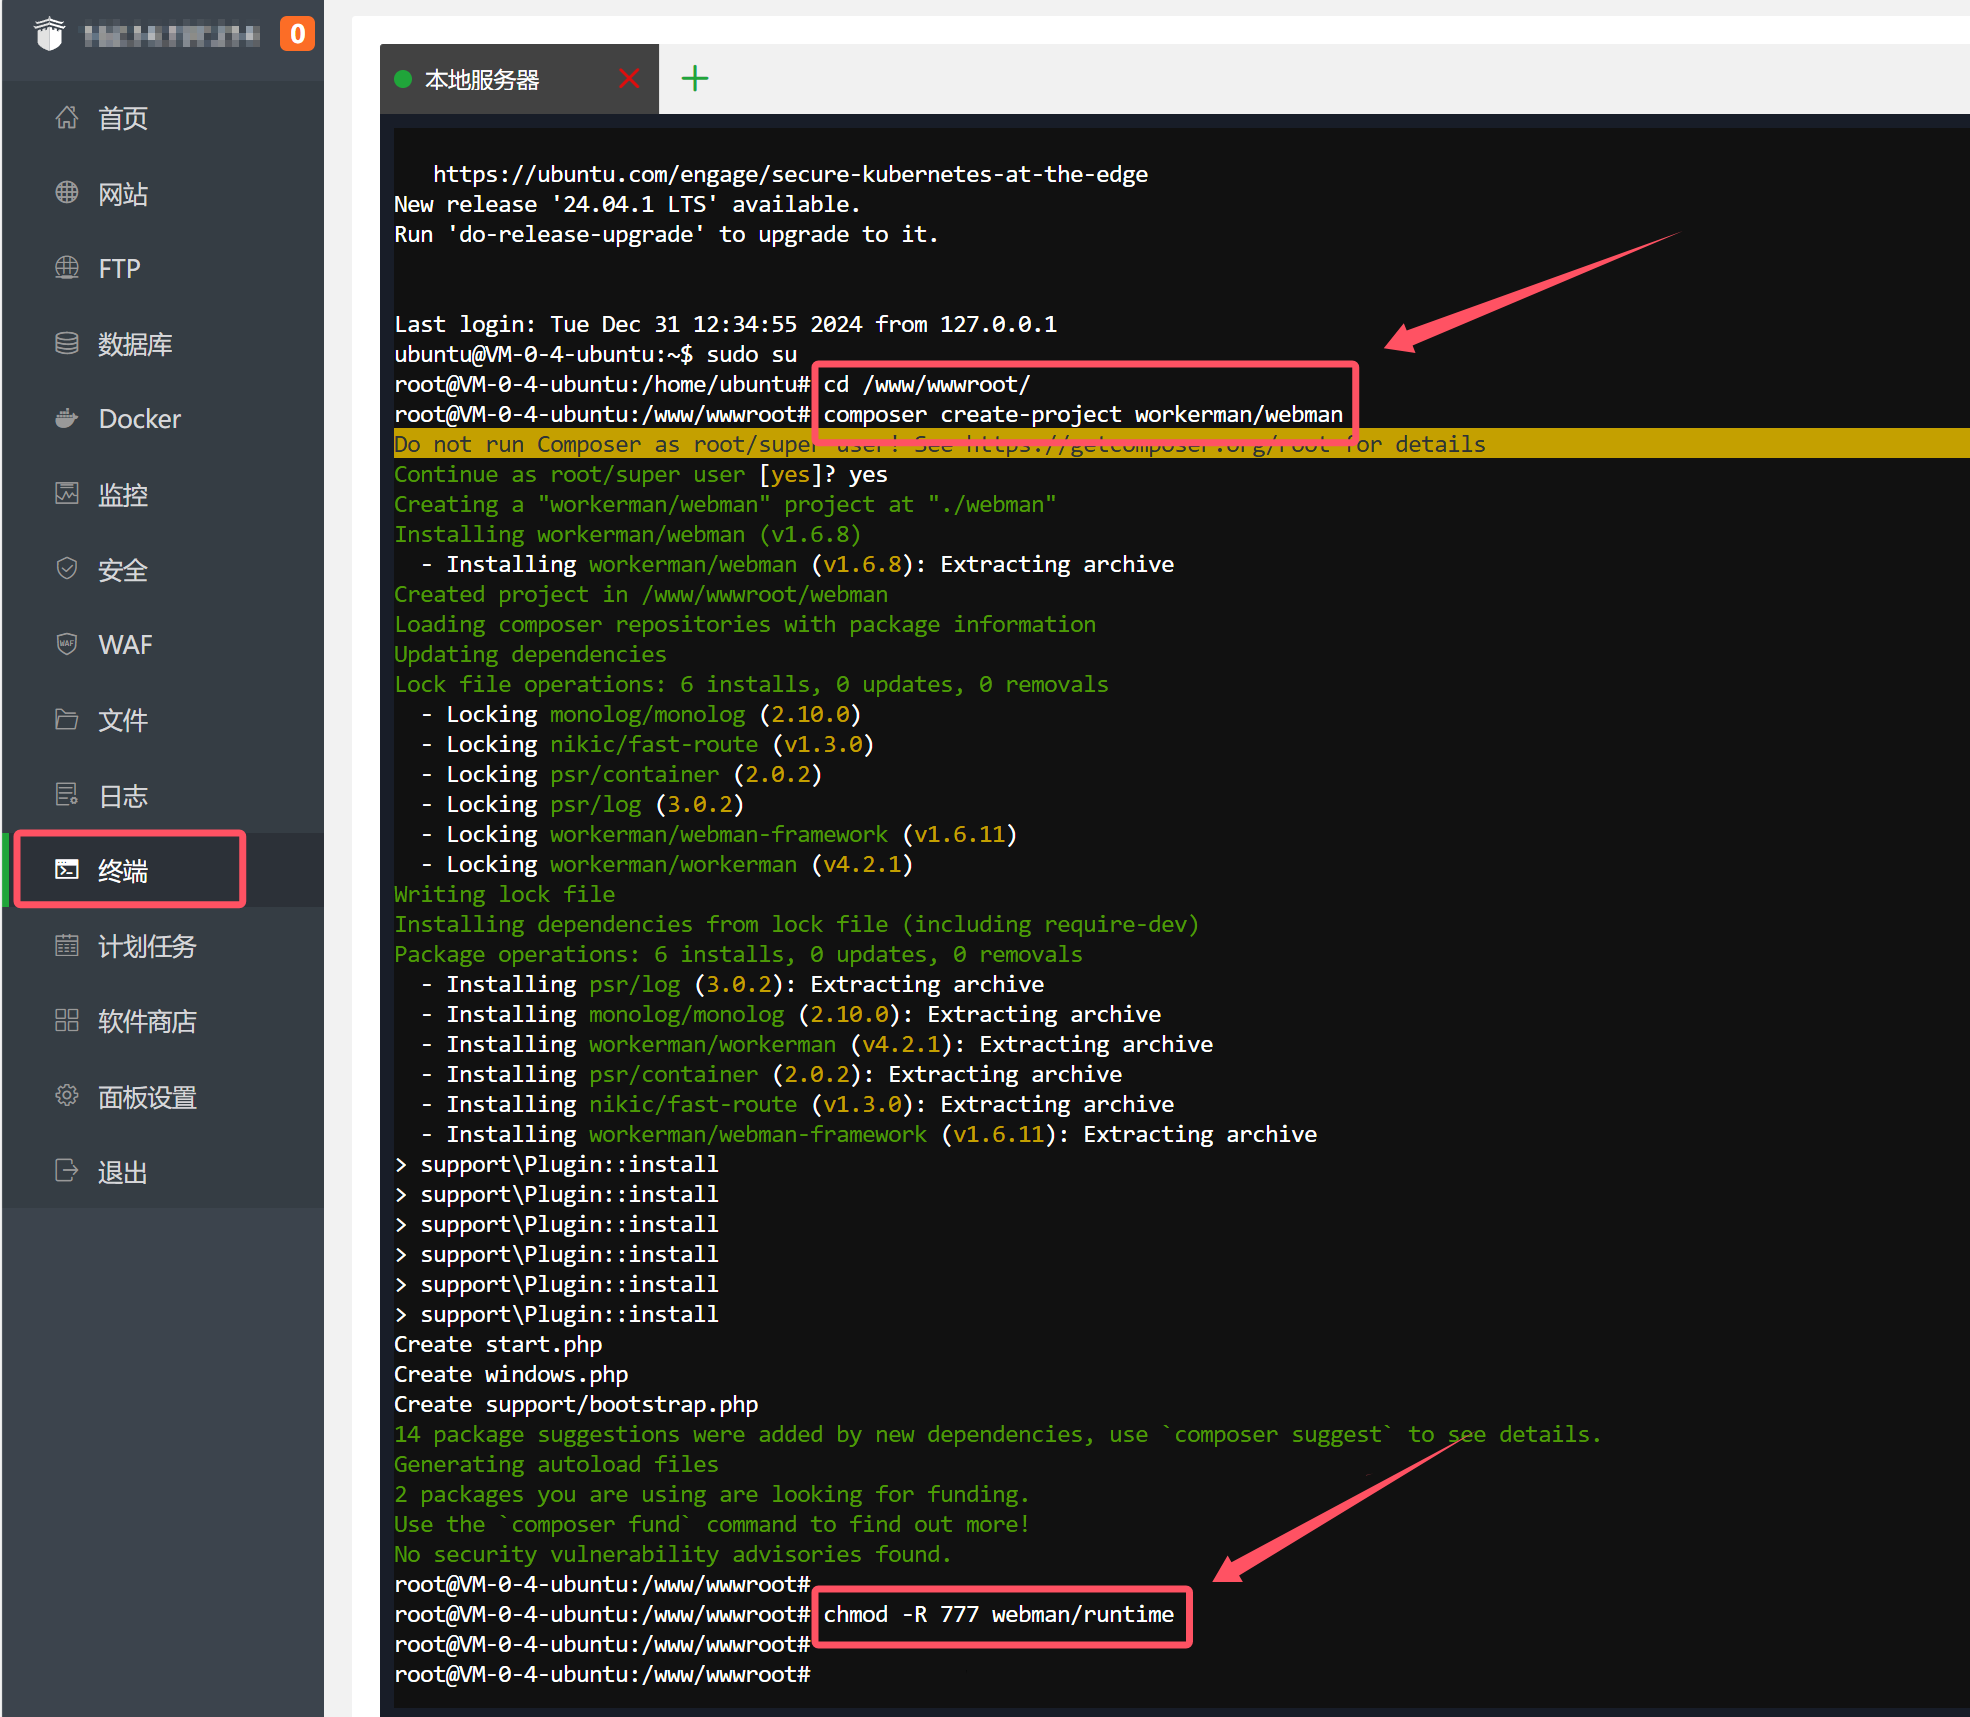 0
首页
网站
FTP
数据库
Docker
监控
安全
WAF
文件
日志
终端
计划任务
软件商店
面板设置
退出
本地服务器
https://ubuntu.com/engage/secure-kubernetes-at-the-edge
New release '24.04.1 LTS' available.
Run 'do-release-upgrade' to upgrade to it.
Last login: Tue Dec 31 12:34:55 2024 from 127.0.0.1
ubuntu@VM-0-4-ubuntu:~$ sudo su
root@VM-0-4-ubuntu:/home/ubuntu# cd /www/wwwroot/
root@VM-0-4-ubuntu:/www/wwwroot# composer create-project workerman/webman
Do not run Composer as root/super user! See https://getcomposer.org/root for details
Continue as root/super user [yes]? yes
Creating a "workerman/webman" project at "./webman"
Installing workerman/webman (v1.6.8)
  - Installing workerman/webman (v1.6.8): Extracting archive
Created project in /www/wwwroot/webman
Loading composer repositories with package information
Updating dependencies
Lock file operations: 6 installs, 0 updates, 0 removals
  - Locking monolog/monolog (2.10.0)
  - Locking nikic/fast-route (v1.3.0)
  - Locking psr/container (2.0.2)
  - Locking psr/log (3.0.2)
  - Locking workerman/webman-framework (v1.6.11)
  - Locking workerman/workerman (v4.2.1)
Writing lock file
Installing dependencies from lock file (including require-dev)
Package operations: 6 installs, 0 updates, 0 removals
  - Installing psr/log (3.0.2): Extracting archive
  - Installing monolog/monolog (2.10.0): Extracting archive
  - Installing workerman/workerman (v4.2.1): Extracting archive
  - Installing psr/container (2.0.2): Extracting archive
  - Installing nikic/fast-route (v1.3.0): Extracting archive
  - Installing workerman/webman-framework (v1.6.11): Extracting archive
> support\Plugin::install
> support\Plugin::install
> support\Plugin::install
> support\Plugin::install
> support\Plugin::install
> support\Plugin::install
Create start.php
Create windows.php
Create support/bootstrap.php
14 package suggestions were added by new dependencies, use `composer suggest` to see details.
Generating autoload files
2 packages you are using are looking for funding.
Use the `composer fund` command to find out more!
No security vulnerability advisories found.
root@VM-0-4-ubuntu:/www/wwwroot#
root@VM-0-4-ubuntu:/www/wwwroot# chmod -R 777 webman/runtime
root@VM-0-4-ubuntu:/www/wwwroot#
root@VM-0-4-ubuntu:/www/wwwroot#